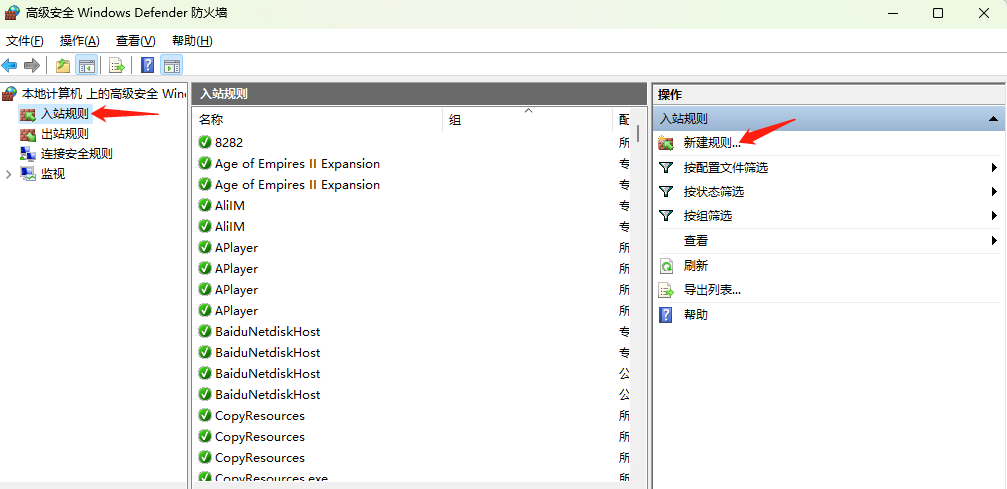 高级安全 Windows Defender 防火墙
文件(F) 操作(A) 查看(V) 帮助(H)
本地计算机 上的高级安全 Win
入站规则
出站规则
连接安全规则
监视
入站规则
名称 组 配
8282 专
Age of Empires II Expansion 专
Age of Empires II Expansion 专
AliIM 专
AliIM 专
APlayer 所
APlayer 所
APlayer 所
APlayer 所
BaiduNetdiskHost 专
BaiduNetdiskHost 专
BaiduNetdiskHost 公
BaiduNetdiskHost 公
CopyResources 所
CopyResources 所
CopyResources 所
CopyResources.exe 所
操作
入站规则
新建规则...
按配置文件筛选
按状态筛选
按组筛选
查看
刷新
导出列表...
帮助